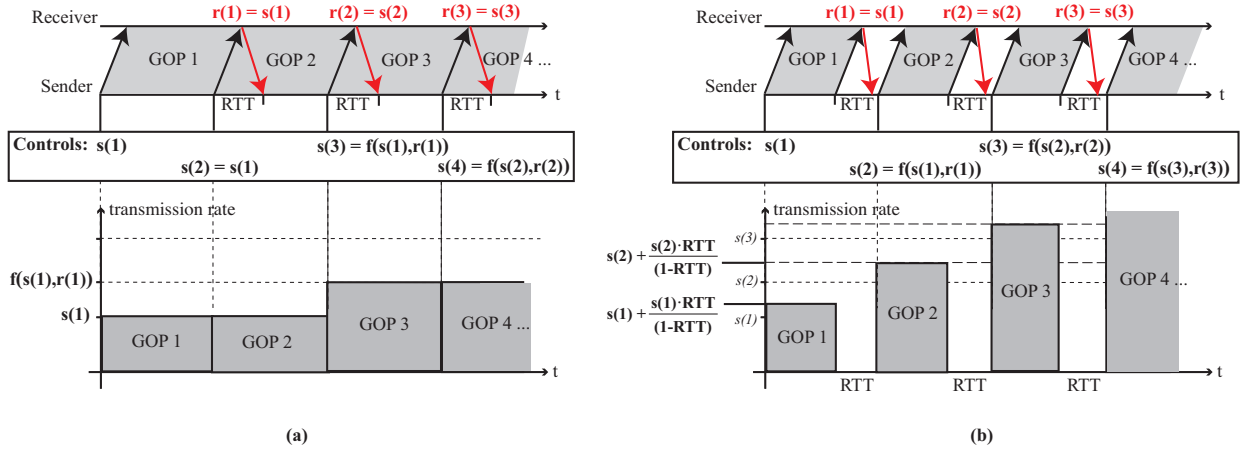 r(1) = s(1) r(2) = s(2) r(3) = s(3)
Receiver
GOP 1 GOP 2 GOP 3 GOP 4 ...
Sender
RTT RTT RTT t
Controls: s(1) s(3) = f(s(1),r(1))
s(2) = s(1) s(4) = f(s(2),r(2))
transmission rate
f(s(1),r(1))
s(1)
GOP 1 GOP 2 GOP 3 GOP 4 ...
t
(a)
r(1) = s(1) r(2) = s(2) r(3) = s(3)
Receiver
GOP 1 GOP 2 GOP 3 GOP 4 ...
Sender
RTT RTT RTT t
Controls: s(1) s(3) = f(s(2),r(2))
s(2) = f(s(1),r(1)) s(4) = f(s(3),r(3))
transmission rate
s(3)
s(2) + s(2)·RTT
(1-RTT)
s(2)
s(1) + s(1)·RTT
(1-RTT)
s(1)
GOP 1 GOP 2 GOP 3 GOP 4 ...
RTT RTT RTT t
(b)